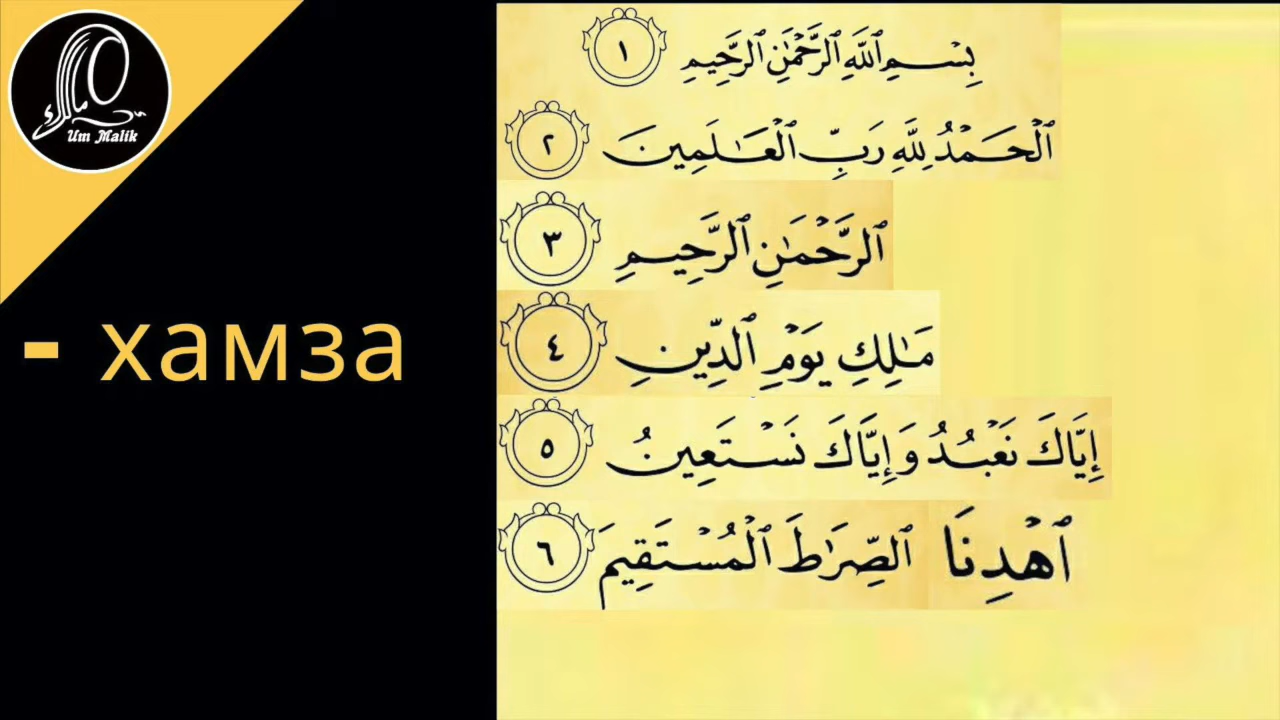 مالك
Um Malik
- хамза
بِسْمِ ٱللَّهِ ٱلرَّحْمَٰنِ ٱلرَّحِيمِ ١
ٱلْحَمْدُ لِلَّهِ رَبِّ ٱلْعَٰلَمِينَ ٢
ٱلرَّحْمَٰنِ ٱلرَّحِيمِ ٣
مَٰلِكِ يَوْمِ ٱلدِّينِ ٤
إِيَّاكَ نَعْبُدُ وَإِيَّاكَ نَسْتَعِينُ ٥
ٱهْدِنَا ٱلصِّرَٰطَ ٱلْمُسْتَقِيمَ ٦